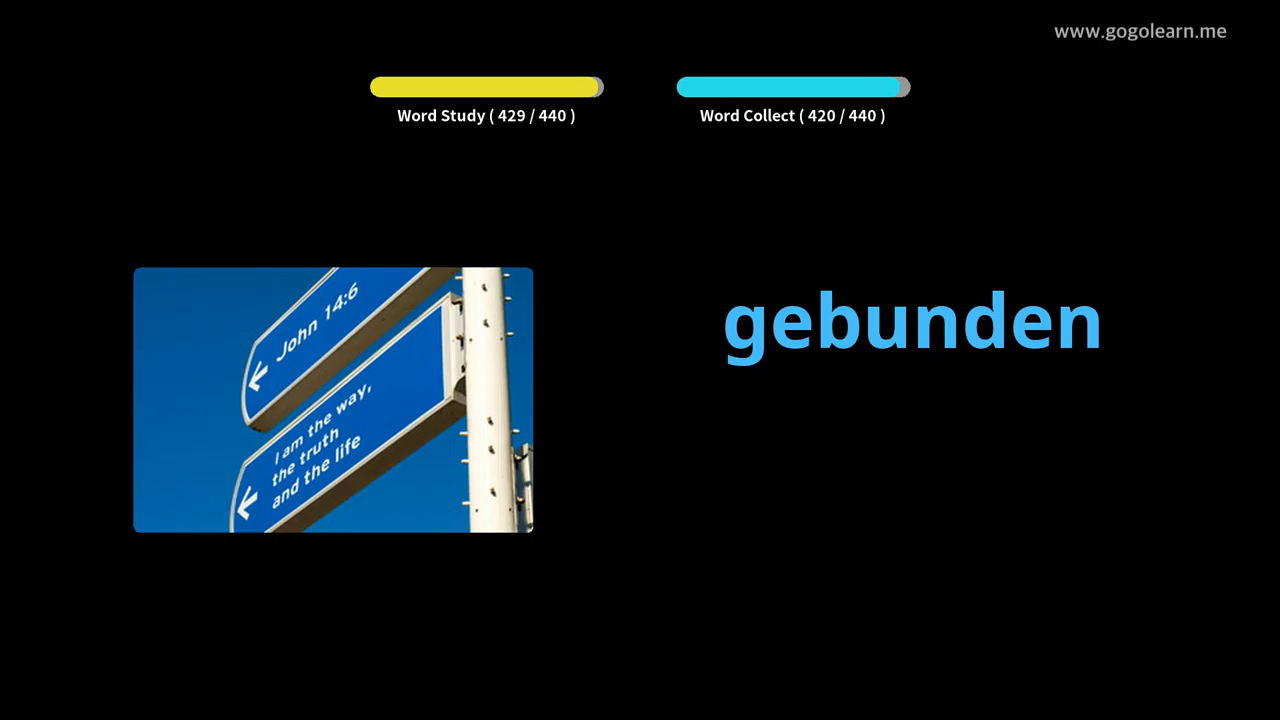 www.gogolearn.me
Word Study ( 429 / 440 )
Word Collect ( 420 / 440 )
John 14:6
I am the way,
the truth
and the life
gebunden